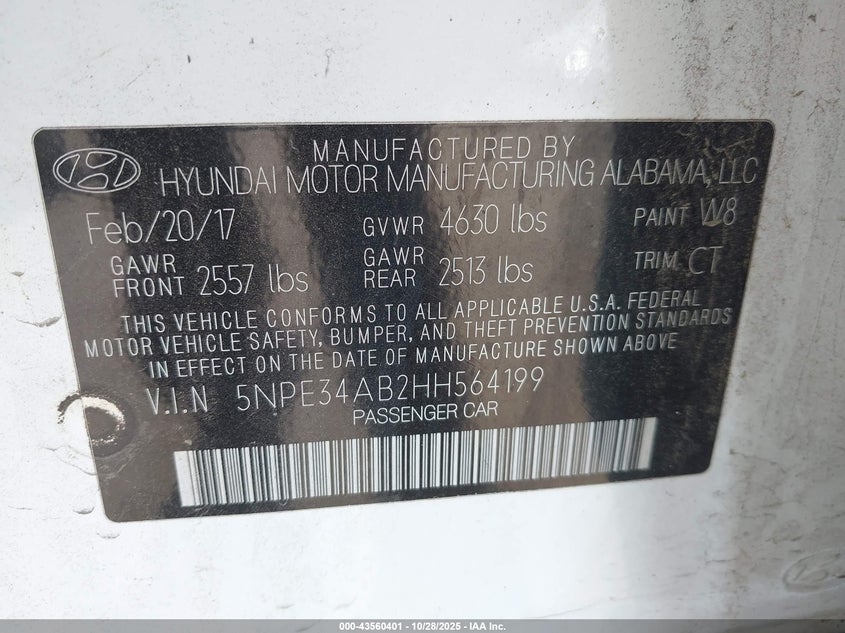 MANUFACTURED BY
HYUNDAI MOTOR MANUFACTURING ALABAMA, LLC
Feb/20/17 GVWR 4630 lbs PAINT W8
GAWR FRONT 2557 lbs GAWR REAR 2513 lbs TRIM CT
THIS VEHICLE CONFORMS TO ALL APPLICABLE U.S.A. FEDERAL
MOTOR VEHICLE SAFETY, BUMPER, AND THEFT PREVENTION STANDARDS
IN EFFECT ON THE DATE OF MANUFACTURE SHOWN ABOVE
V.I.N 5NPE34AB2HH564199
PASSENGER CAR
000-43560401 - 10/28/2025 - IAA Inc.